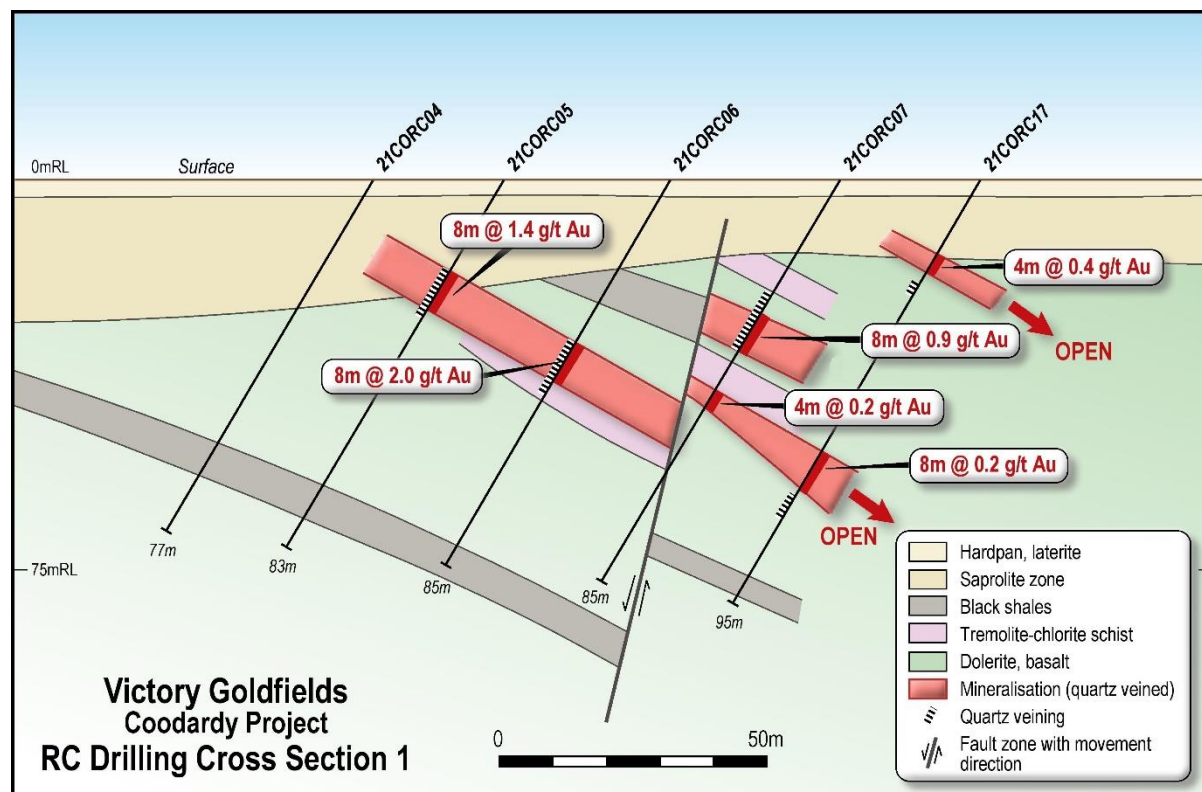 21CORC04
21CORC05
21CORC06
21CORC07
21CORC17
0mRL
Surface
8m @ 1.4 g/t Au
4m @ 0.4 g/t Au
OPEN
8m @ 0.9 g/t Au
8m @ 2.0 g/t Au
4m @ 0.2 g/t Au
8m @ 0.2 g/t Au
OPEN
77m
83m
85m
85m
95m
75mRL
Hardpan, laterite
Saprolite zone
Black shales
Tremolite-chlorite schist
Dolerite, basalt
Mineralisation (quartz veined)
Quartz veining
Fault zone with movement
direction
Victory Goldfields
Coodardy Project
RC Drilling Cross Section 1
0
50m